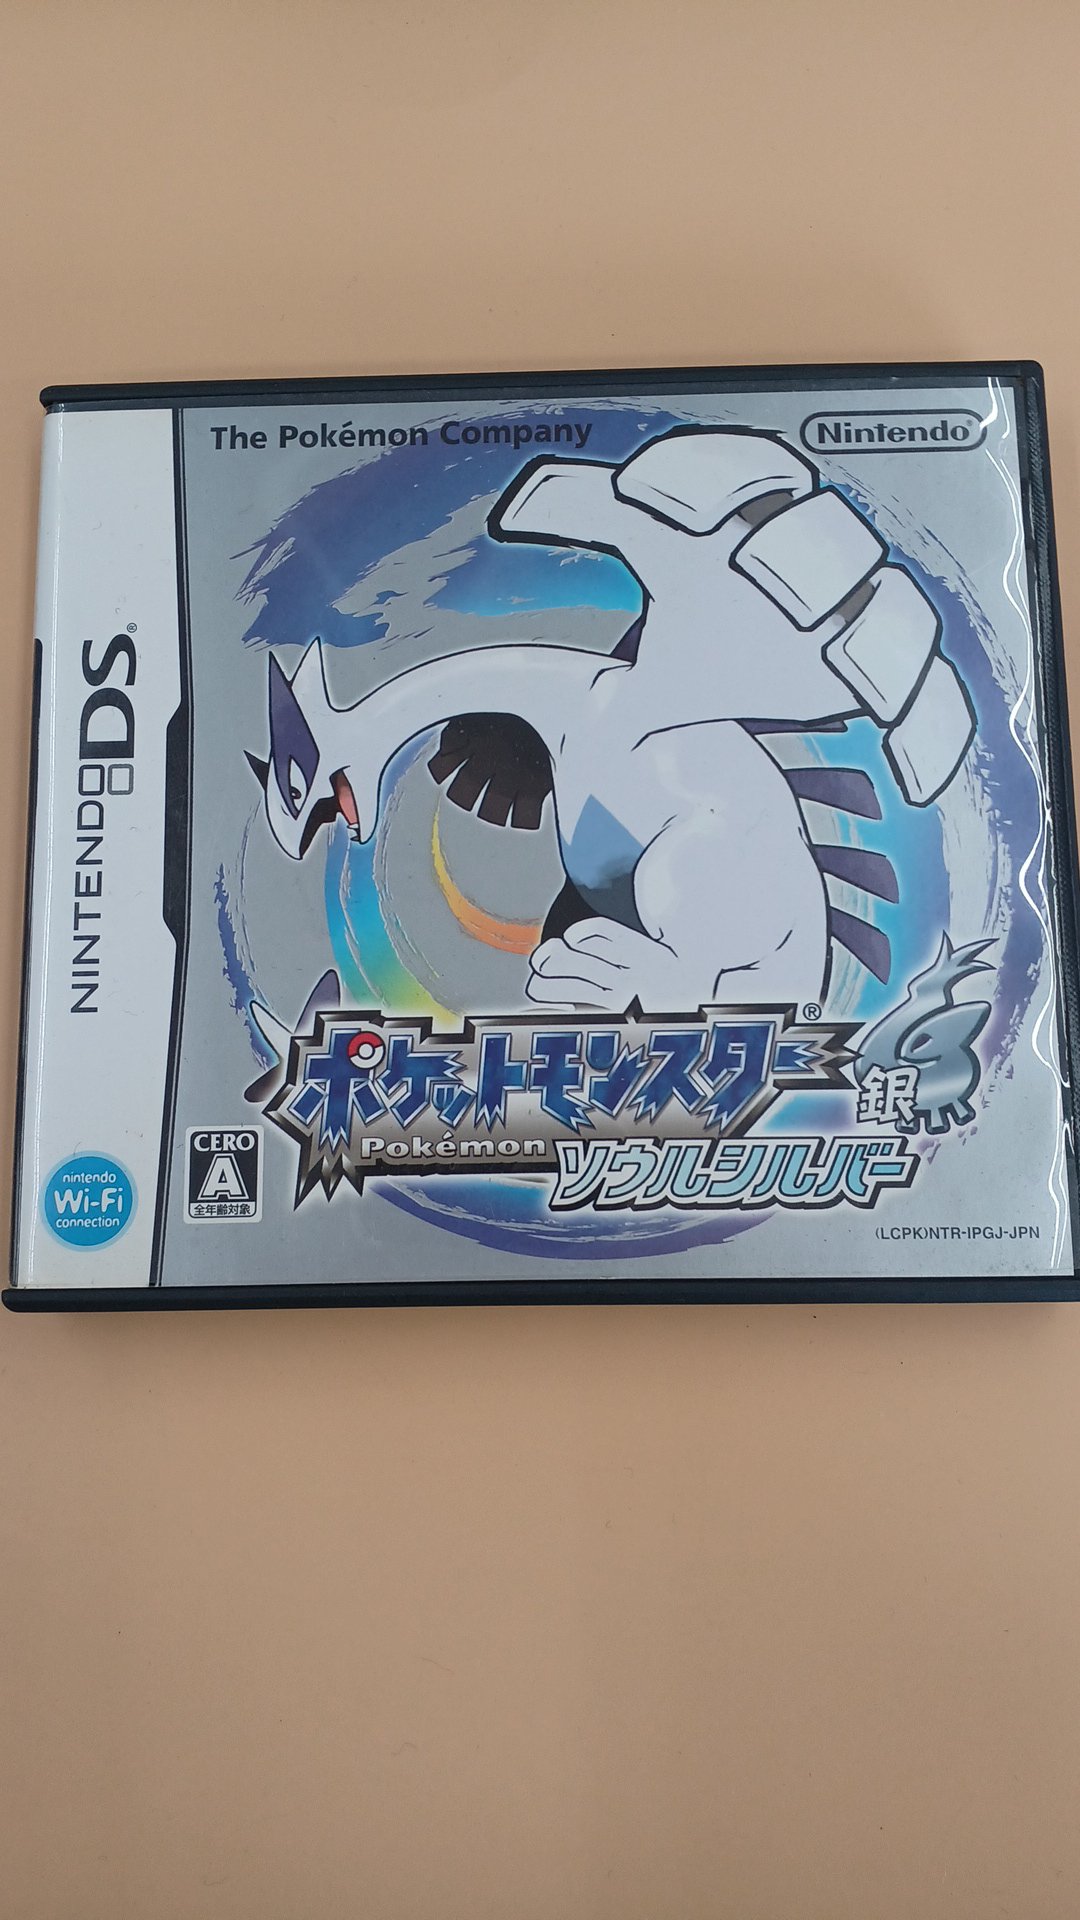 The Pokémon Company
Nintendo®
NINTENDO DS®
ポケットモンスター®
Pokémon
銀
ソウルシルバー
CERO
A
全年齢対象
nintendo
Wi-Fi
connection
(LCPK)NTR-IPGJ-JPN